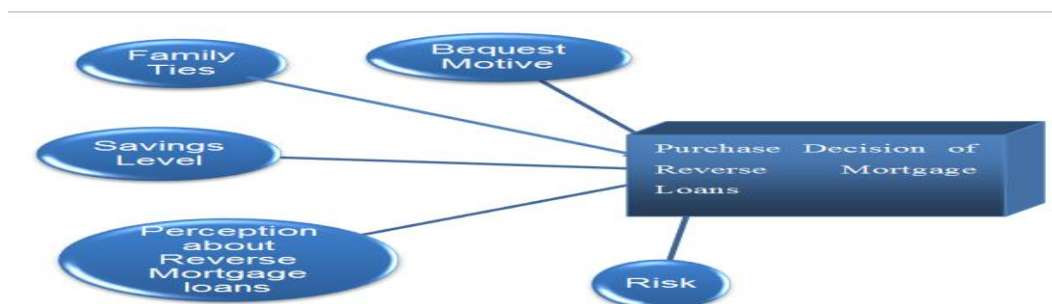 Family
Ties
Bequest
Motive
Savings
Level
Purchase Decision of
Reverse Mortgage
Loans
Perception
about
Reverse
Mortgage
loans
Risk